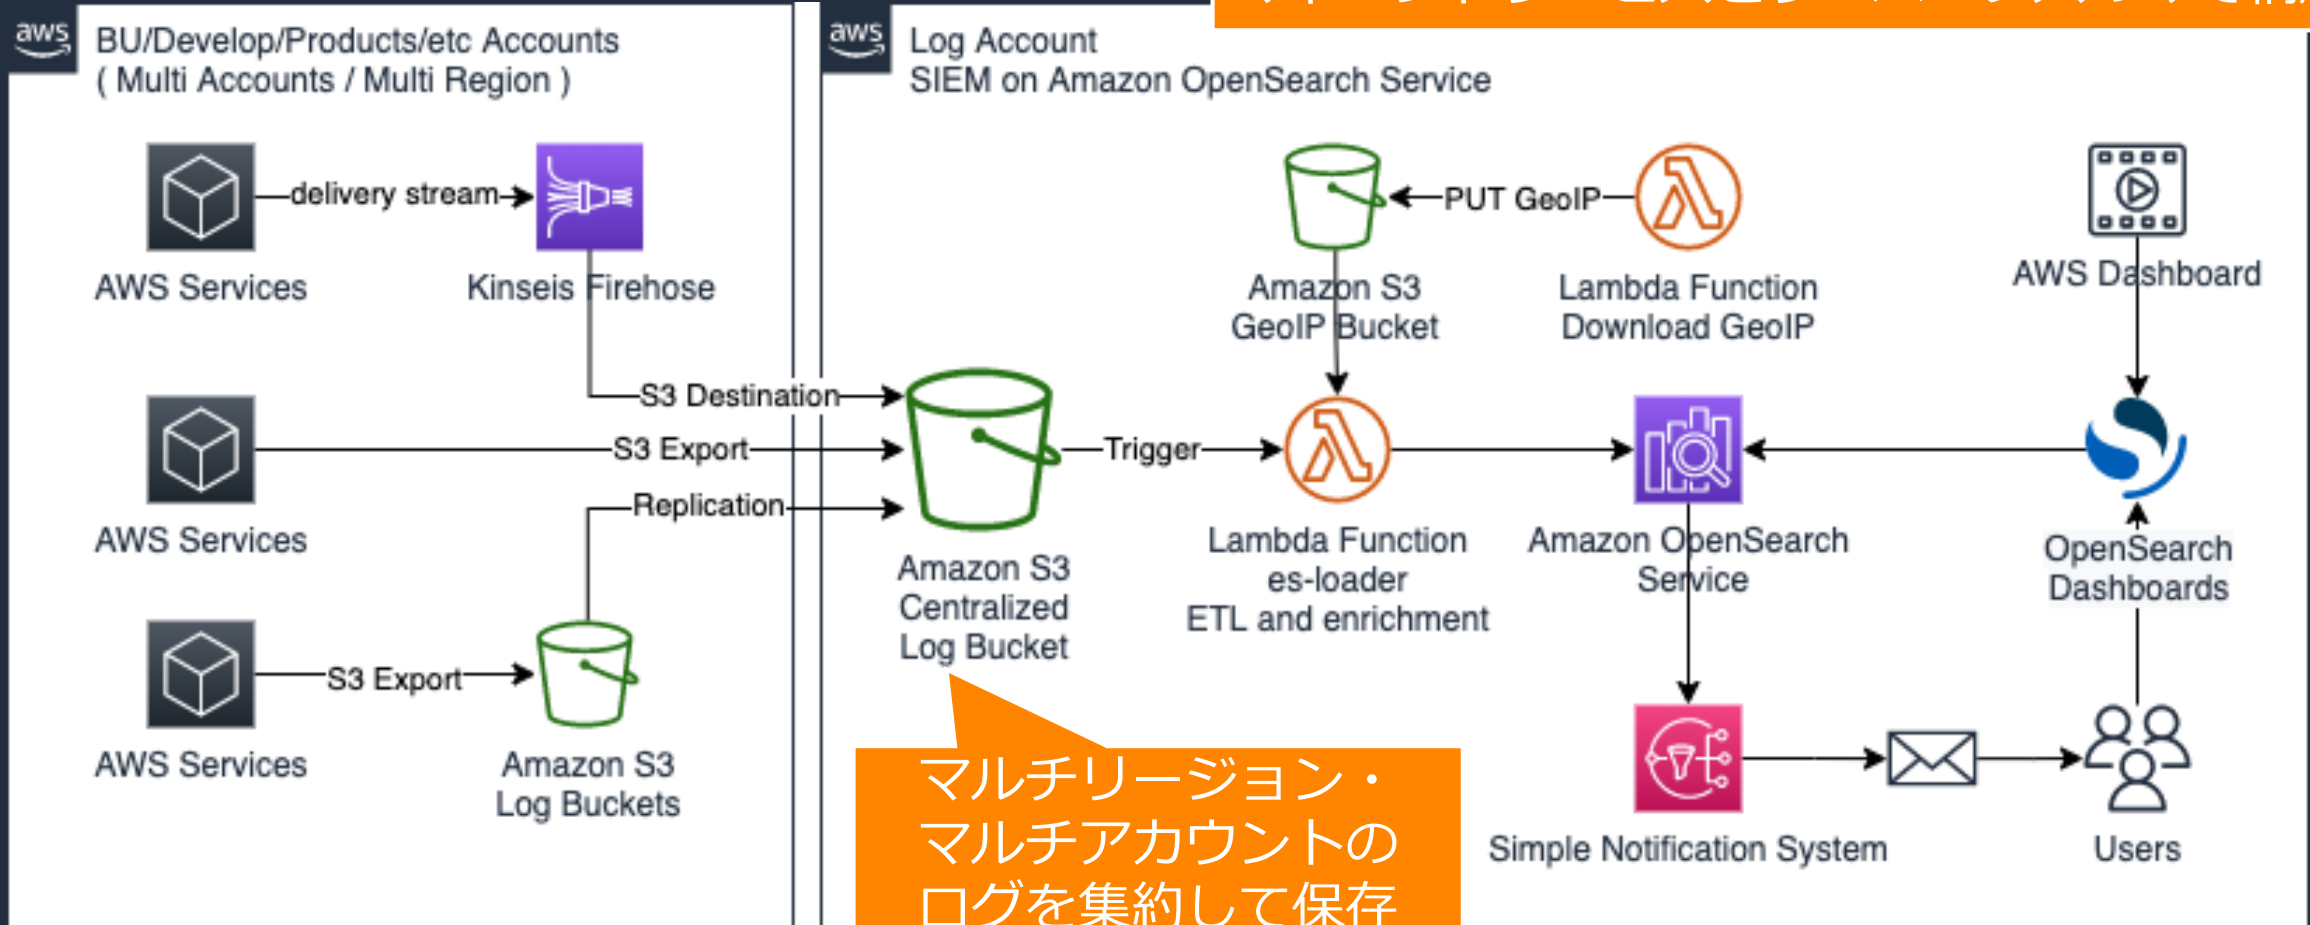 aws
BU/Develop/Products/etc Accounts
( Multi Accounts / Multi Region )
AWS Services
delivery stream
Kinseis Firehose
S3 Destination
AWS Services
S3 Export
Replication
AWS Services
S3 Export
Amazon S3
Log Buckets
aws
Log Account
SIEM on Amazon OpenSearch Service
Amazon S3
GeoIP Bucket
PUT GeoIP
Lambda Function
Download GeoIP
AWS Dashboard
Amazon S3
Centralized
Log Bucket
Trigger
Lambda Function
es-loader
ETL and enrichment
Amazon OpenSearch
Service
OpenSearch
Dashboards
Simple Notification System
Users
マルチリージョン・
マルチアカウントの
ログを集約して保存